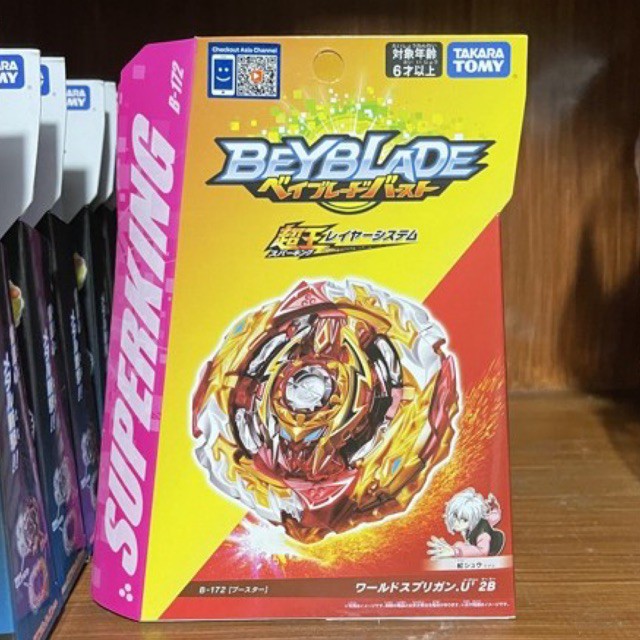 Checkout Asia Channel
対象年齢
6才以上
TAKARA
TOMY
BEYBLADE
ベイブレードバースト
超王
スパーキング
レイヤーシステム
SUPERKING
B-172
B-172 [ブースター]
ワールドスプリガン.U' 2B
紅シュウ
TAKARA
TOMY